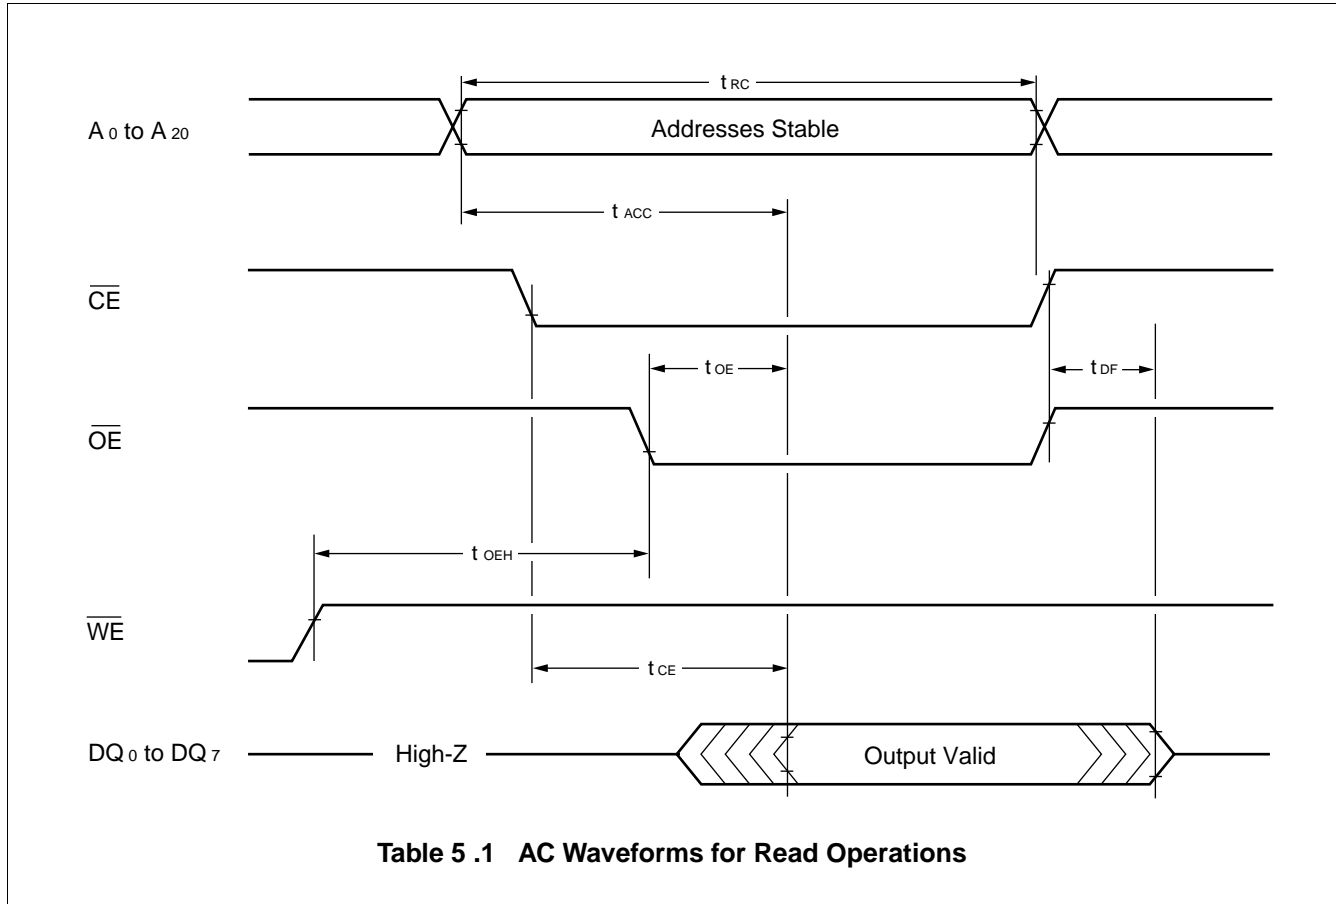 t RC
A 0 to A 20
Addresses Stable
t ACC
CE
t OE
t DF
OE
t OEH
WE
t CE
DQ 0 to DQ 7
High-Z
Output Valid
Table 5 .1 AC Waveforms for Read Operations